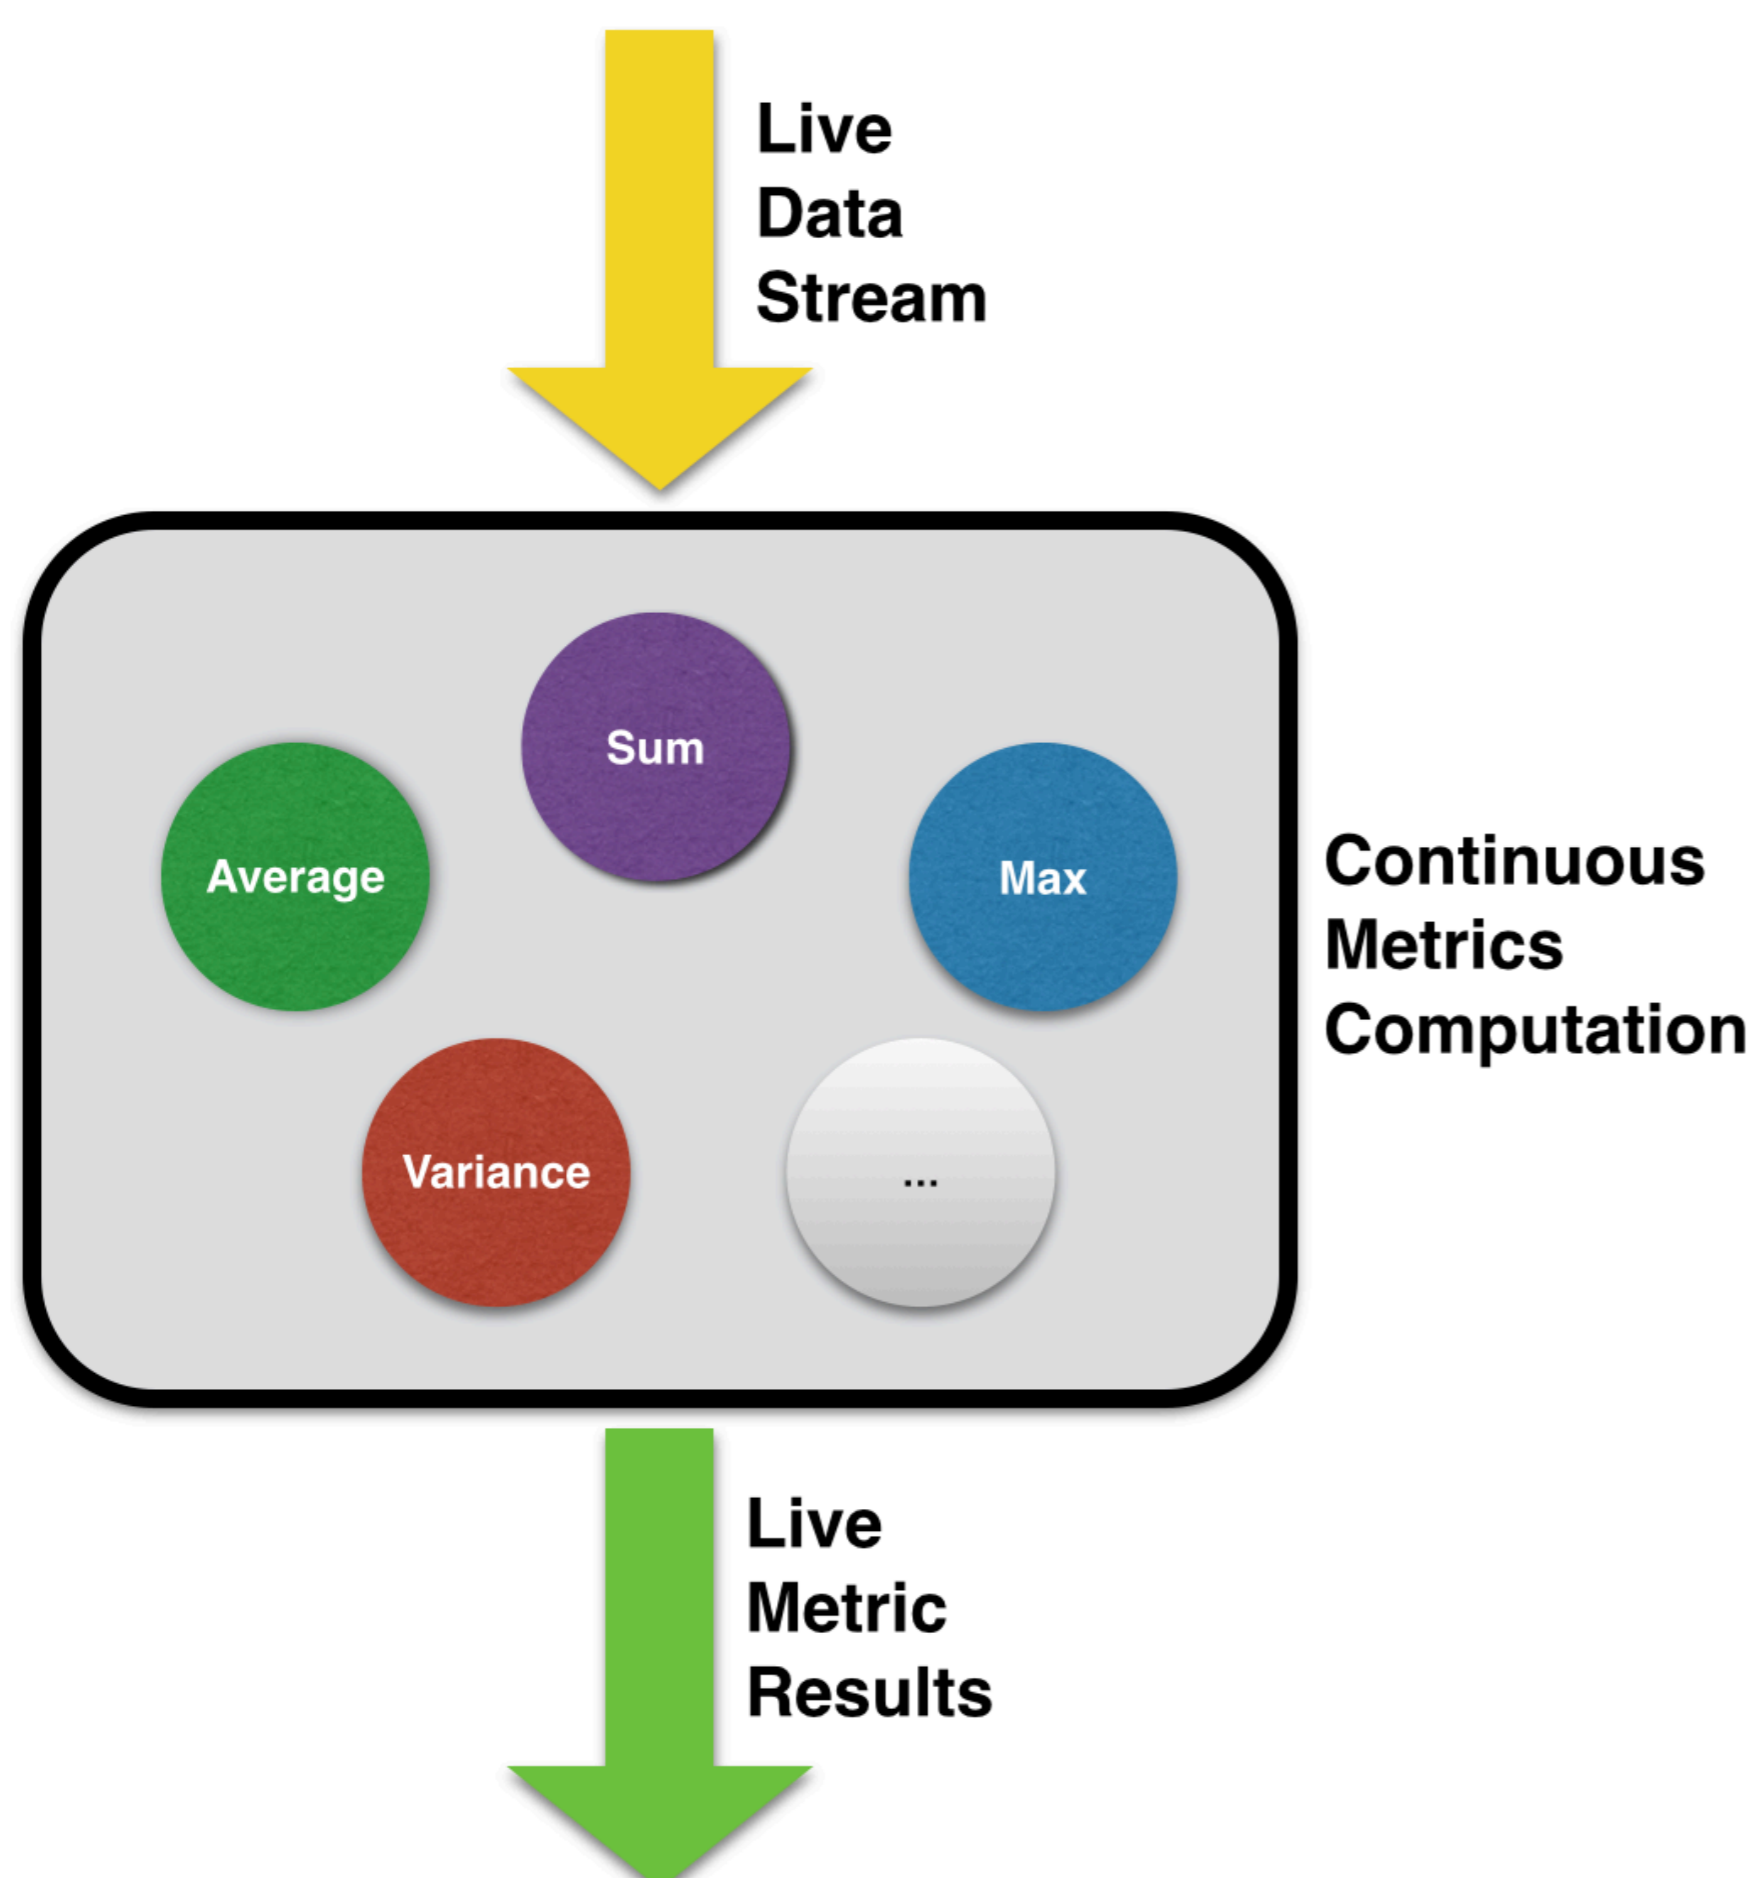 Live
Data
Stream
Sum
Average
Max
Continuous
Metrics
Computation
Variance
...
Live
Metric
Results